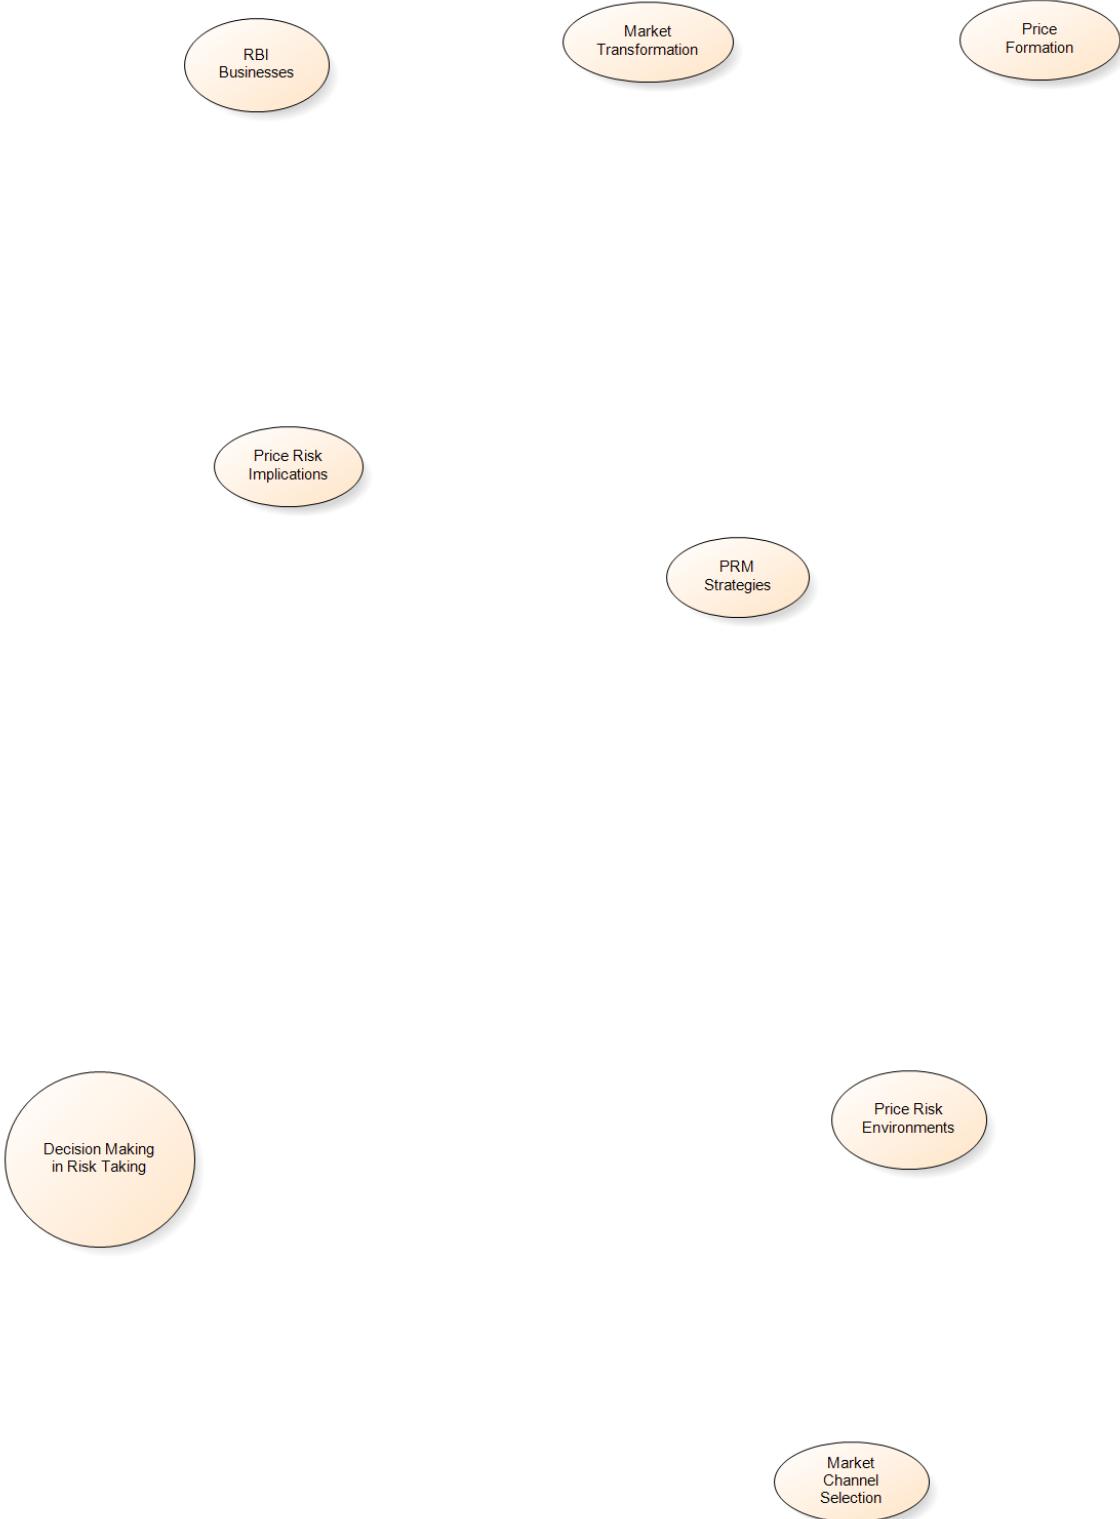 RBI
Businesses
Market
Transformation
Price
Formation
Price Risk
Implications
PRM
Strategies
Decision Making
in Risk Taking
Price Risk
Environments
Market
Channel
Selection